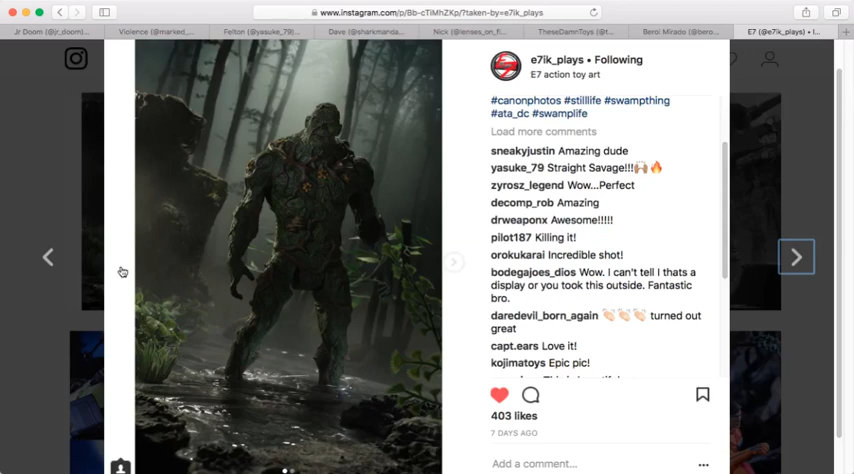 www.instagram.com/p/Bb-cTiMhZKp/?taken-by=e7ik_plays
Jr Doom (@jr_doom)...
Violence (@marked_...
Felton (@yasuke_79)...
Dave (@sharkmanda...
Nick (@lenses_on_fi...
TheseDamnToys (@t...
Bero! Mirado (@bero...
E7 (@e7ik_plays) • I...
e7ik_plays • Following
E7 action toy art
#canonphotos #stilllife #swampthing
#ata_dc #swamplife
Load more comments
sneakyjustin Amazing dude
yasuke_79 Straight Savage!!!🙌🏽🔥
zyrosz_legend Wow...Perfect
decomp_rob Amazing
drweaponx Awesome!!!!!
pilot187 Killing it!
orokukarai Incredible shot!
bodegajoes_dios Wow. I can't tell I thats a
display or you took this outside. Fantastic
bro.
daredevil_born_again 👏🏻👏🏻👏🏻 turned out
great
capt.ears Love it!
kojimatoys Epic pic!
403 likes
7 DAYS AGO
Add a comment...